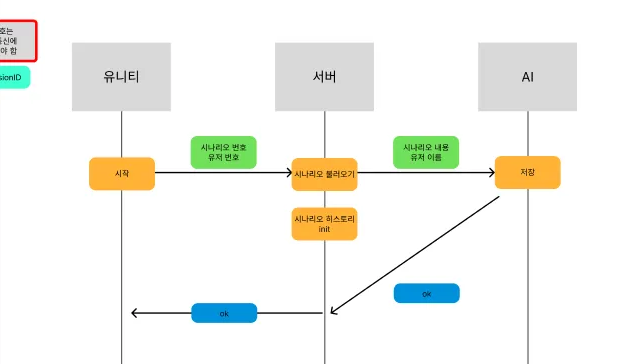 호는
신에
야 함
sionID
유니티
서버
AI
시나리오 번호
유저 번호
시나리오 내용
유저 이름
시작
시나리오 불러오기
저장
시나리오 히스토리
init
ok
ok